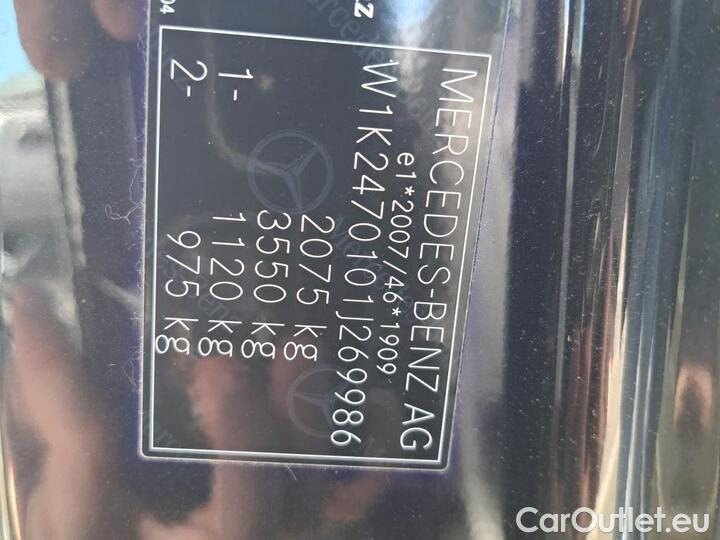 z
04
MERCEDES-BENZ AG
e1*2007/46*1909
W1K2470101J269986
2075 kg
3550 kg
1- 1120 kg
2- 975 kg
CarOutlet.eu